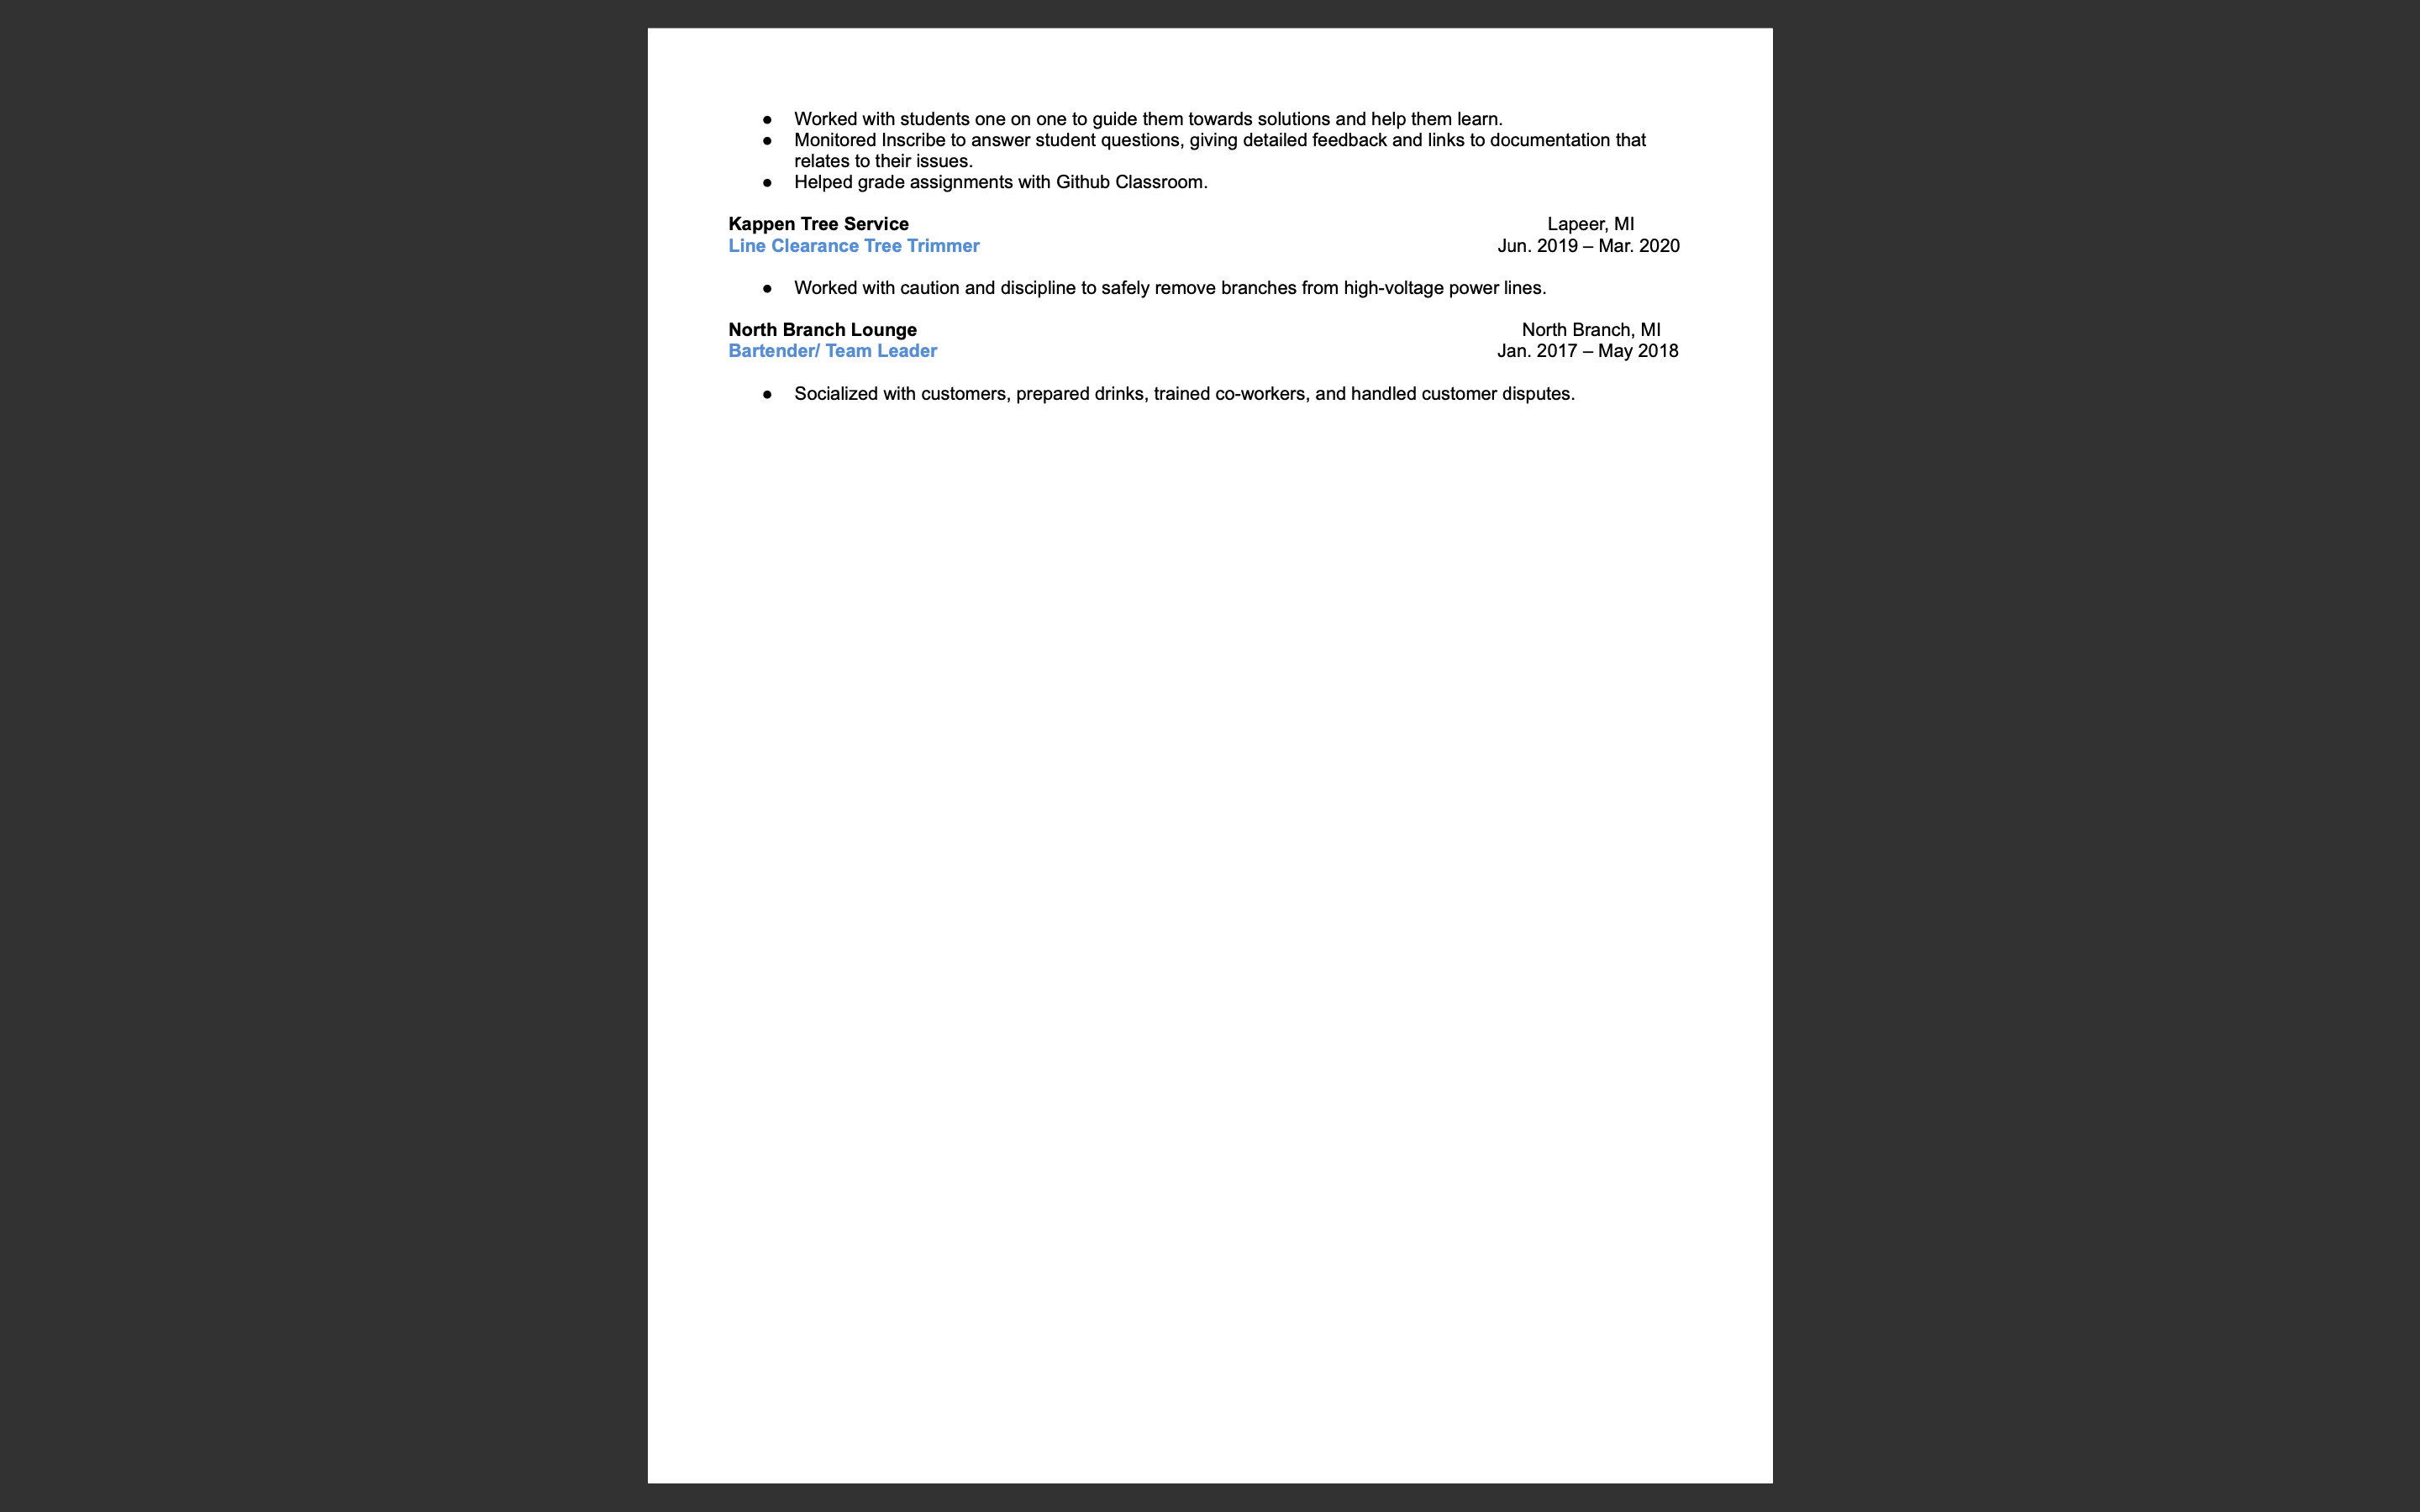 ● Worked with students one on one to guide them towards solutions and help them learn.
● Monitored Inscribe to answer student questions, giving detailed feedback and links to documentation that
relates to their issues.
● Helped grade assignments with Github Classroom.
Kappen Tree Service Lapeer, MI
Line Clearance Tree Trimmer Jun. 2019 – Mar. 2020
● Worked with caution and discipline to safely remove branches from high-voltage power lines.
North Branch Lounge North Branch, MI
Bartender/ Team Leader Jan. 2017 – May 2018
● Socialized with customers, prepared drinks, trained co-workers, and handled customer disputes.